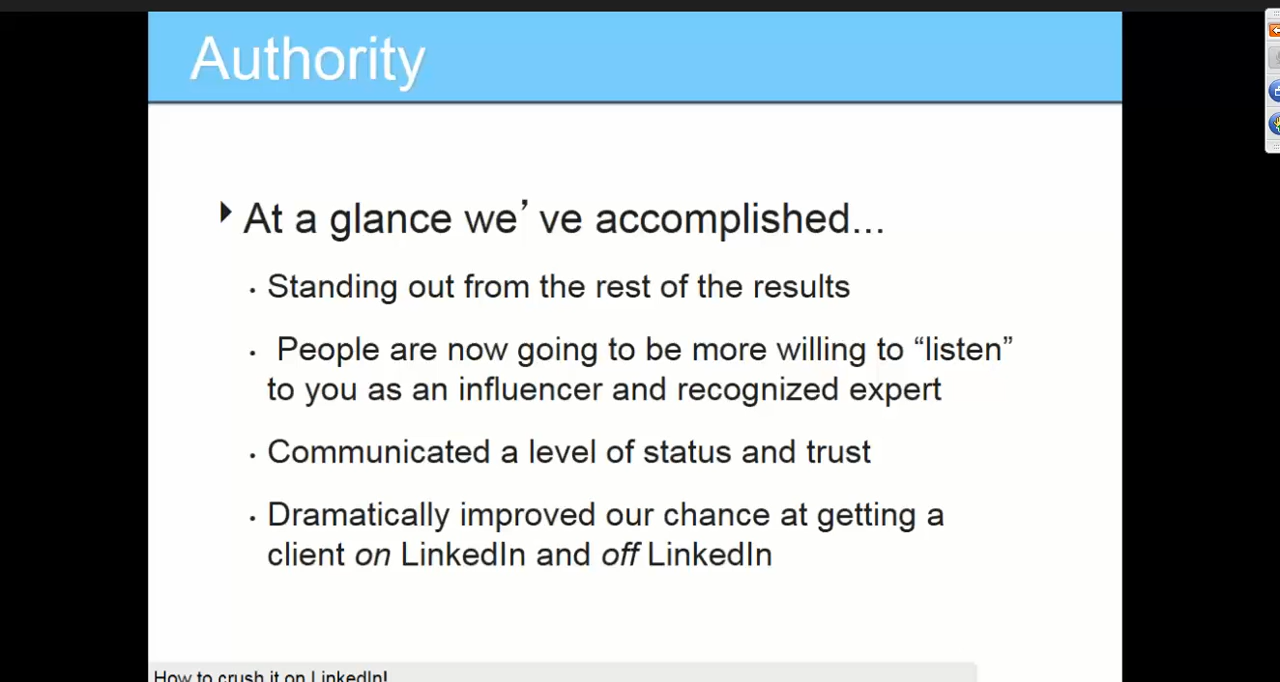 Authority
At a glance we’ ve accomplished...
Standing out from the rest of the results
People are now going to be more willing to “listen”
to you as an influencer and recognized expert
Communicated a level of status and trust
Dramatically improved our chance at getting a
client on LinkedIn and off LinkedIn
How to crush it on LinkedIn!